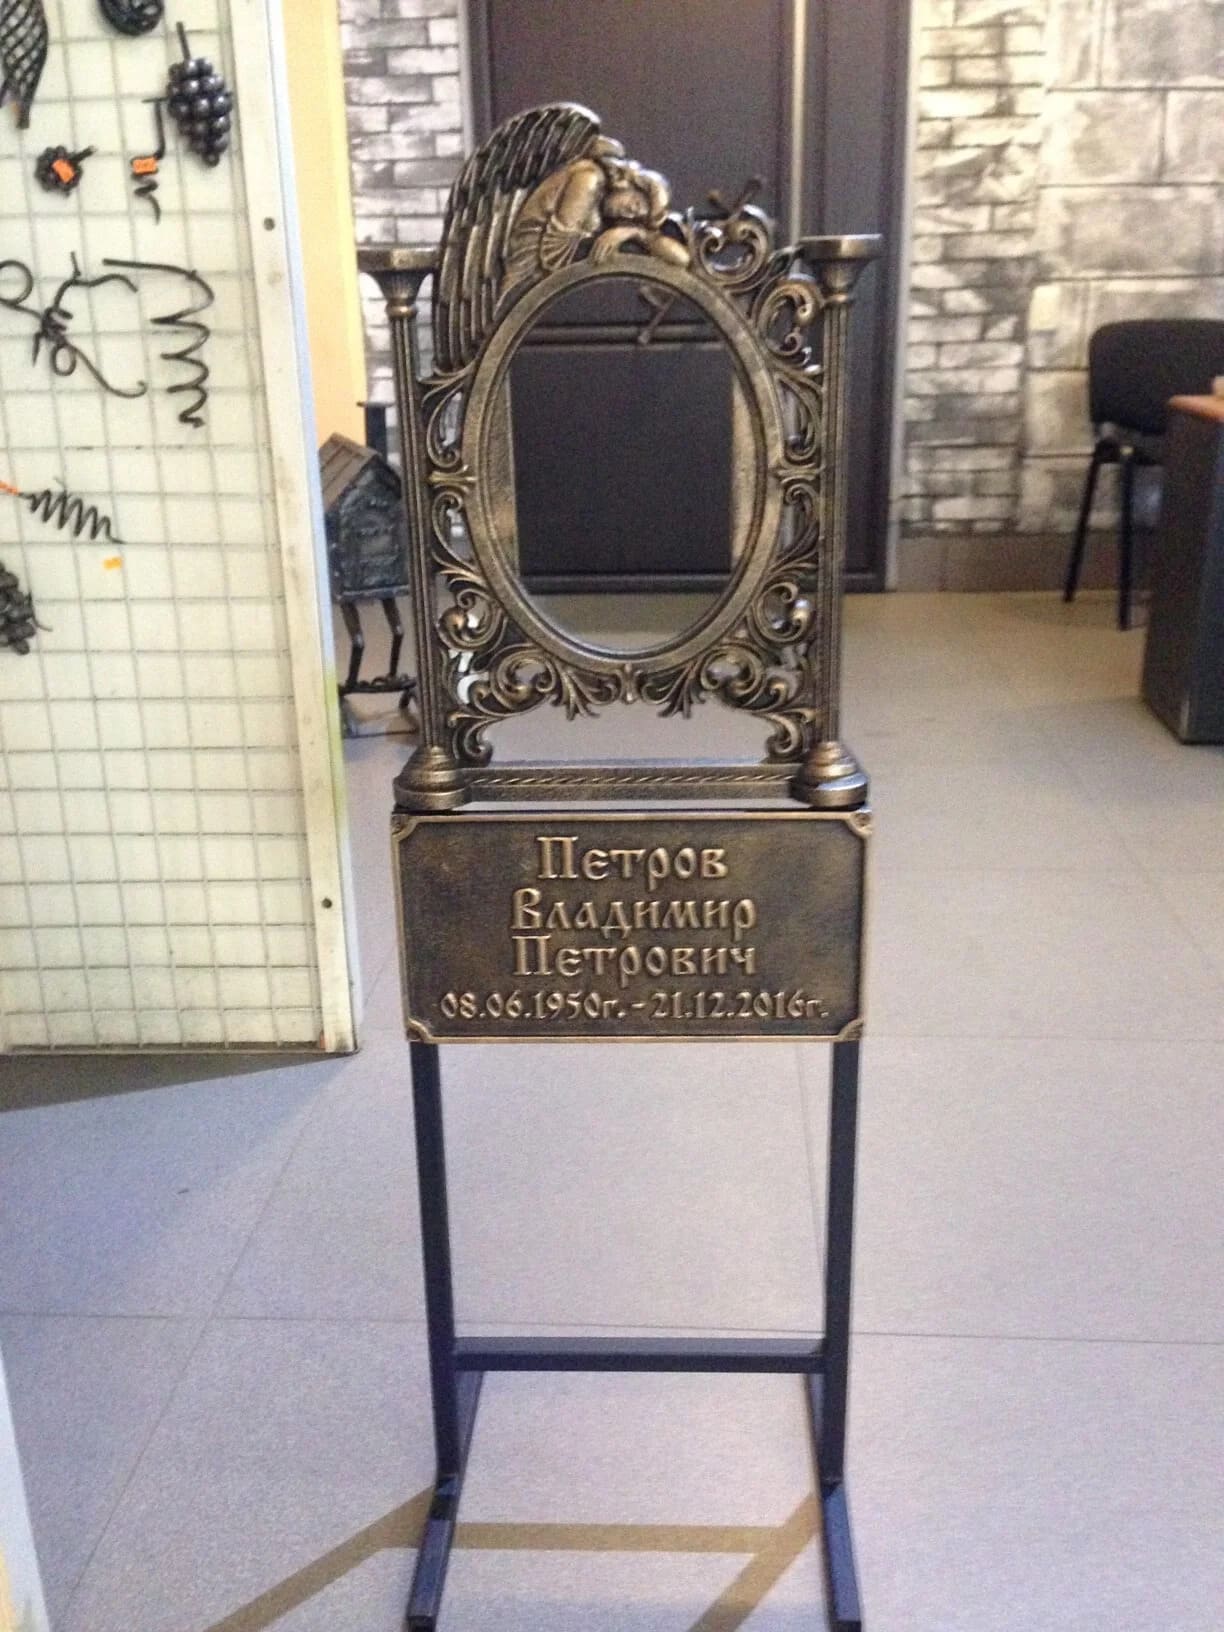 Петров
Владимир
Петрович
08.06.1950г.-21.12.2016г.